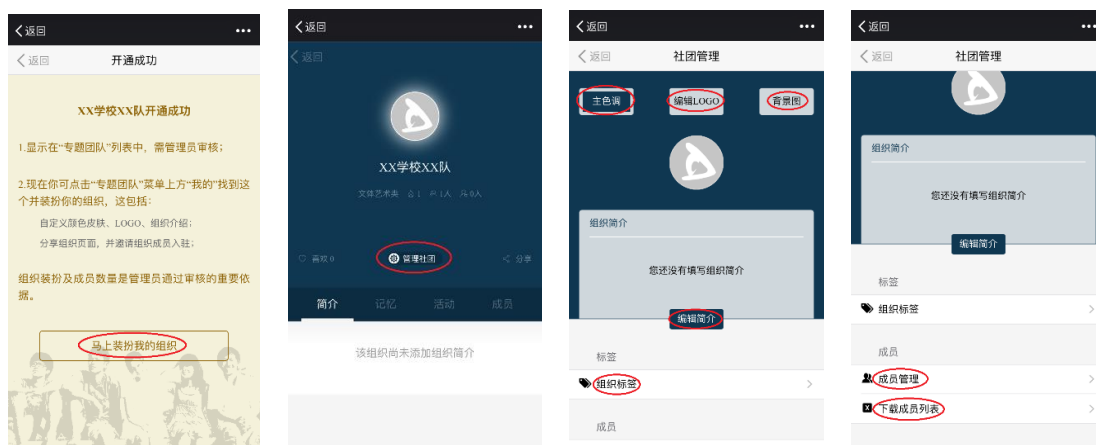 返回
返回
开通成功
XX学校XX队开通成功
1.显示在“专题团队”列表中，需管理员审核；
2.现在你可点击“专题团队”菜单上方“我的”找到这
个并装扮你的组织，这包括：
自定义颜色皮肤、LOGO、组织介绍；
分享组织页面，并邀请组织成员入驻；
组织装扮及成员数量是管理员通过审核的重要依
据。
马上装扮我的组织
返回
返回
XX学校XX队
文体艺术类
1人
0人
喜欢 0
管理社团
分享
简介 记忆 活动 成员
该组织尚未添加组织简介
返回
返回
社团管理
主色调 编辑LOGO 背景图
组织简介
您还没有填写组织简介
编辑简介
标签
组织标签
成员
返回
返回
社团管理
组织简介
您还没有填写组织简介
编辑简介
标签
组织标签
成员
成员管理
下载成员列表